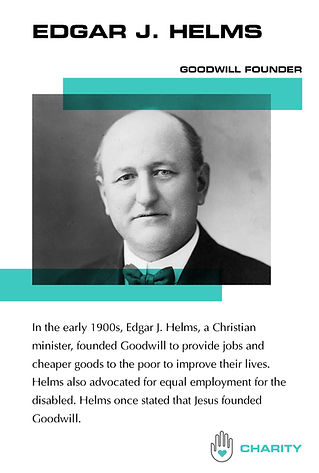 EDGAR J. HELMS
GOODWILL FOUNDER
In the early 1900s, Edgar J. Helms, a Christian
minister, founded Goodwill to provide jobs and
cheaper goods to the poor to improve their lives.
Helms also advocated for equal employment for the
disabled. Helms once stated that Jesus founded
Goodwill.
CHARITY